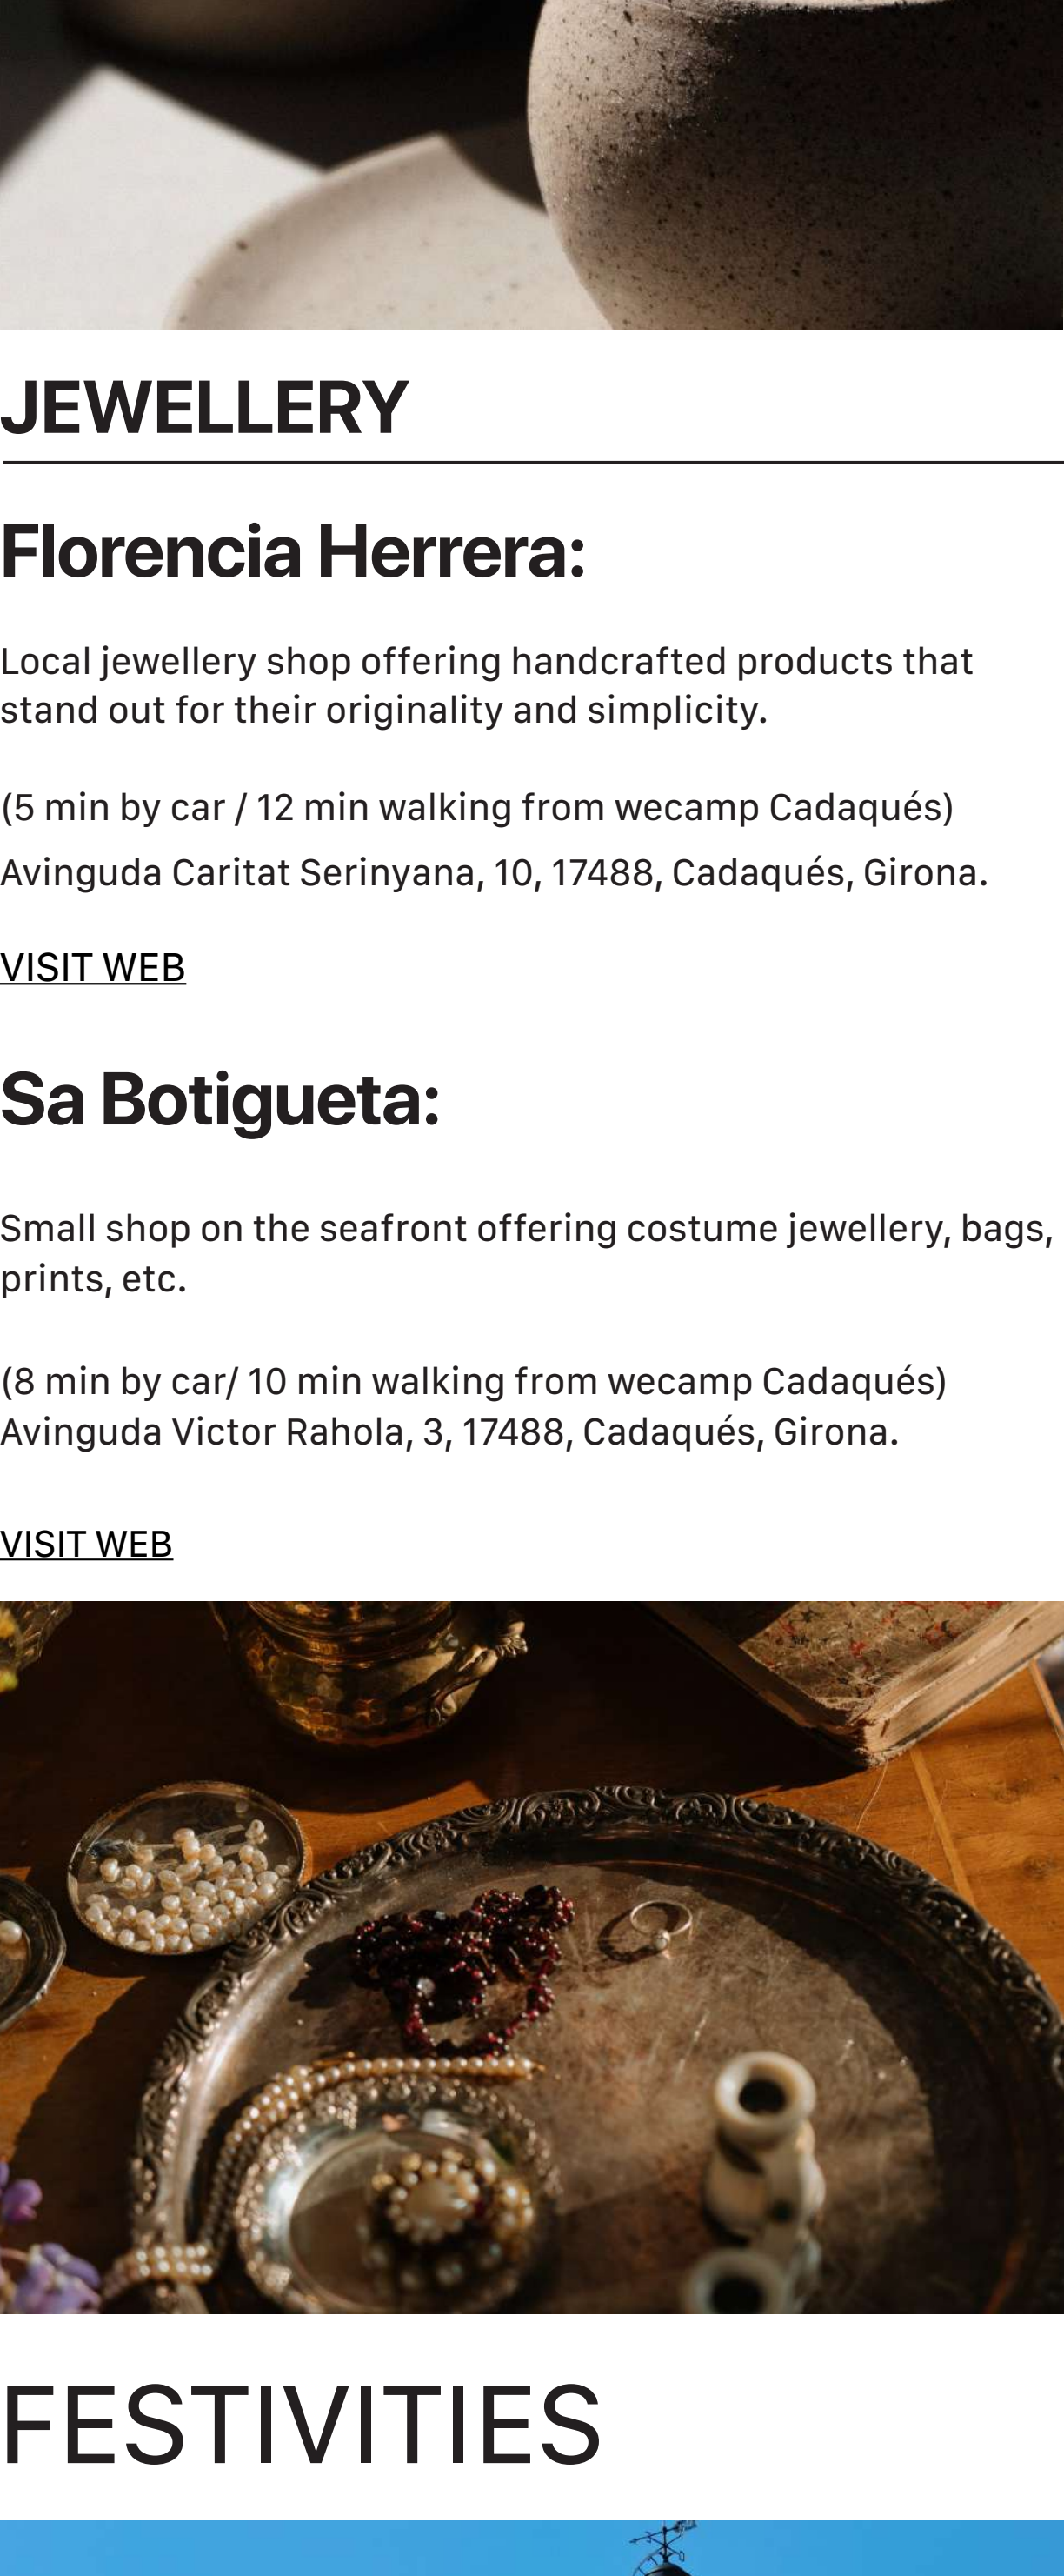 JEWELLERY
Florencia Herrera:
Local jewellery shop offering handcrafted products that
stand out for their originality and simplicity.
(5 min by car / 12 min walking from wecamp Cadaqués)
Avinguda Caritat Serinyana, 10, 17488, Cadaqués, Girona.
VISIT WEB
Sa Botigueta:
Small shop on the seafront offering costume jewellery, bags,
prints, etc.
(8 min by car/ 10 min walking from wecamp Cadaqués)
Avinguda Victor Rahola, 3, 17488, Cadaqués, Girona.
VISIT WEB
FESTIVITIES